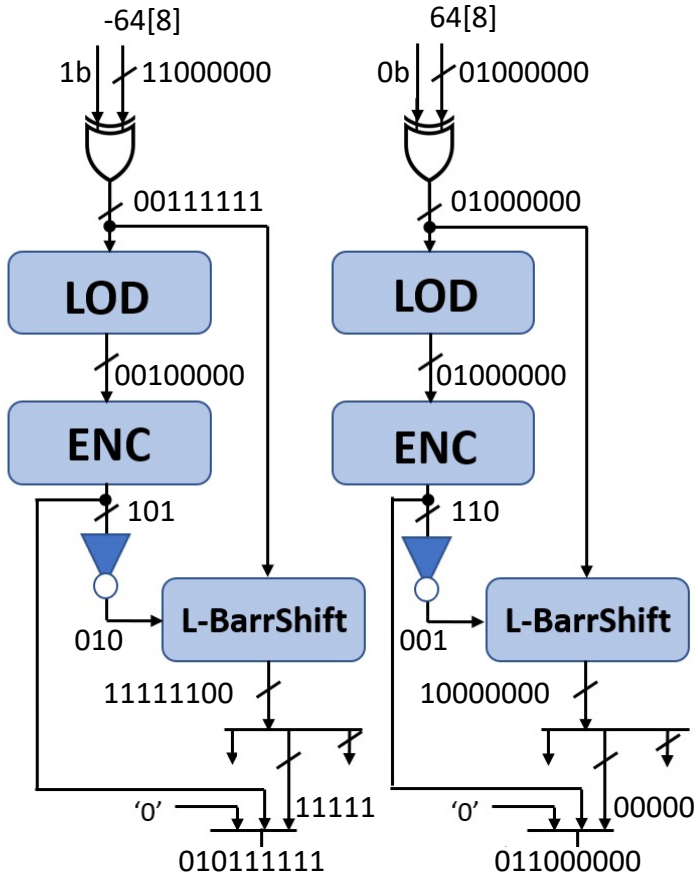 -64[8]
64[8]
1b
11000000
0b
01000000
00111111
01000000
LOD
LOD
00100000
01000000
ENC
ENC
101
110
L-BarrShift
L-BarrShift
010
001
11111100
10000000
'0'
11111
'0'
00000
010111111
011000000